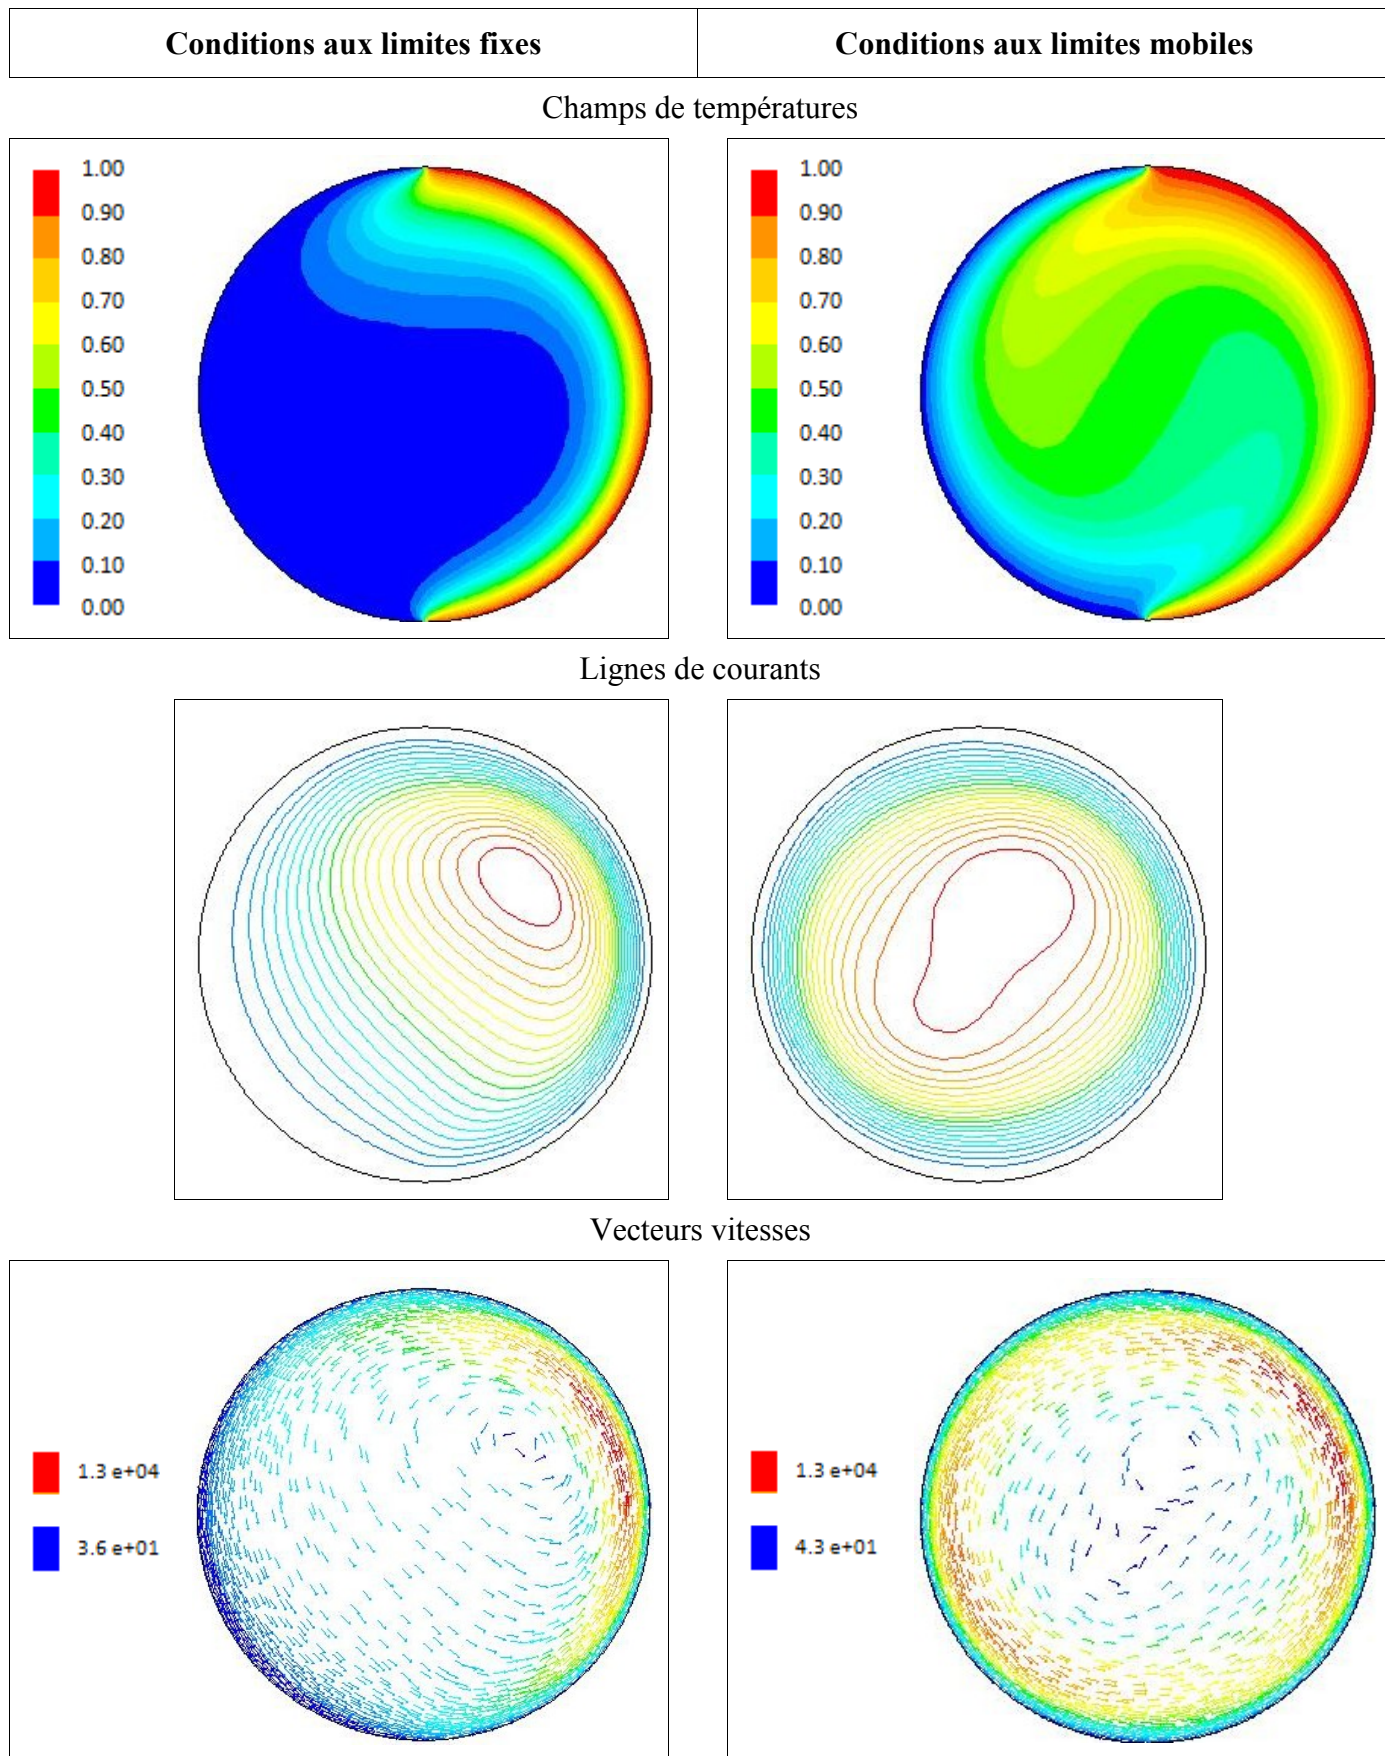 Conditions aux limites fixes
Conditions aux limites mobiles
Champs de températures
1.00
0.90
0.80
0.70
0.60
0.50
0.40
0.30
0.20
0.10
0.00
1.00
0.90
0.80
0.70
0.60
0.50
0.40
0.30
0.20
0.10
0.00
Lignes de courants
Vecteurs vitesses
1.3 e+04
3.6 e+01
1.3 e+04
4.3 e+01